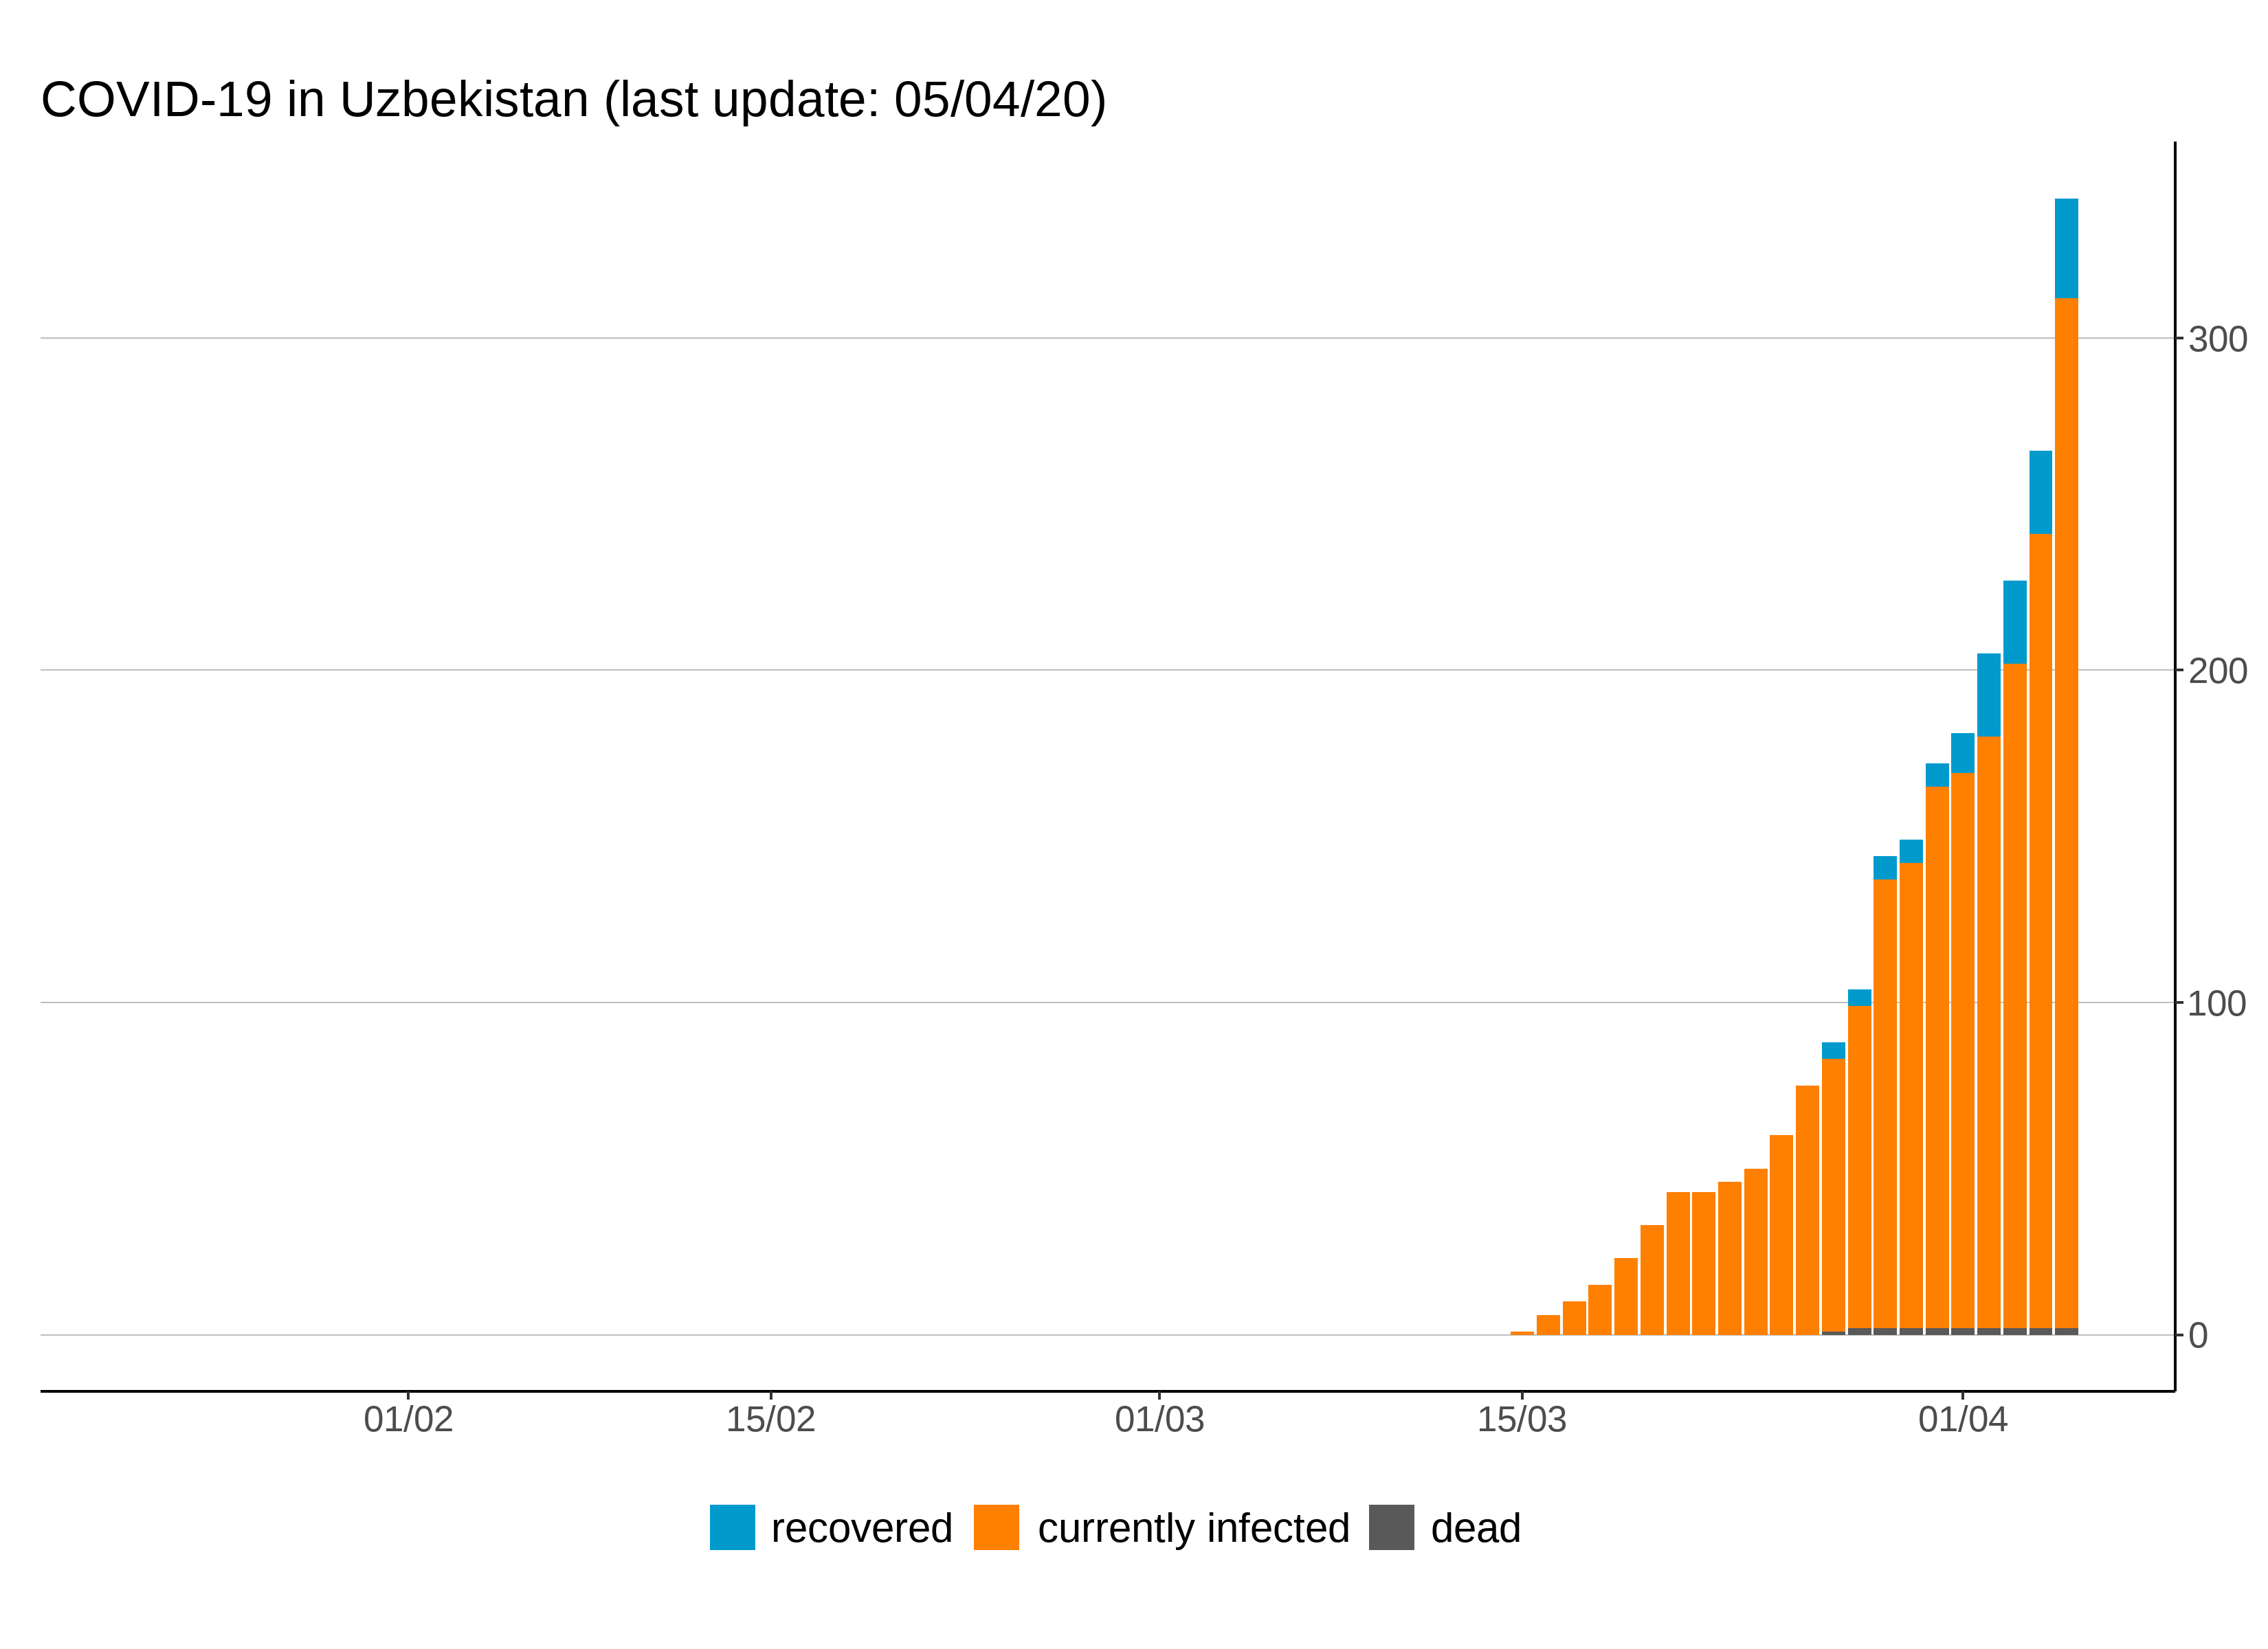 COVID-19 in Uzbekistan (last update: 05/04/20)
300
200
100
0
01/02 15/02 01/03 15/03 01/04
recovered currently infected dead